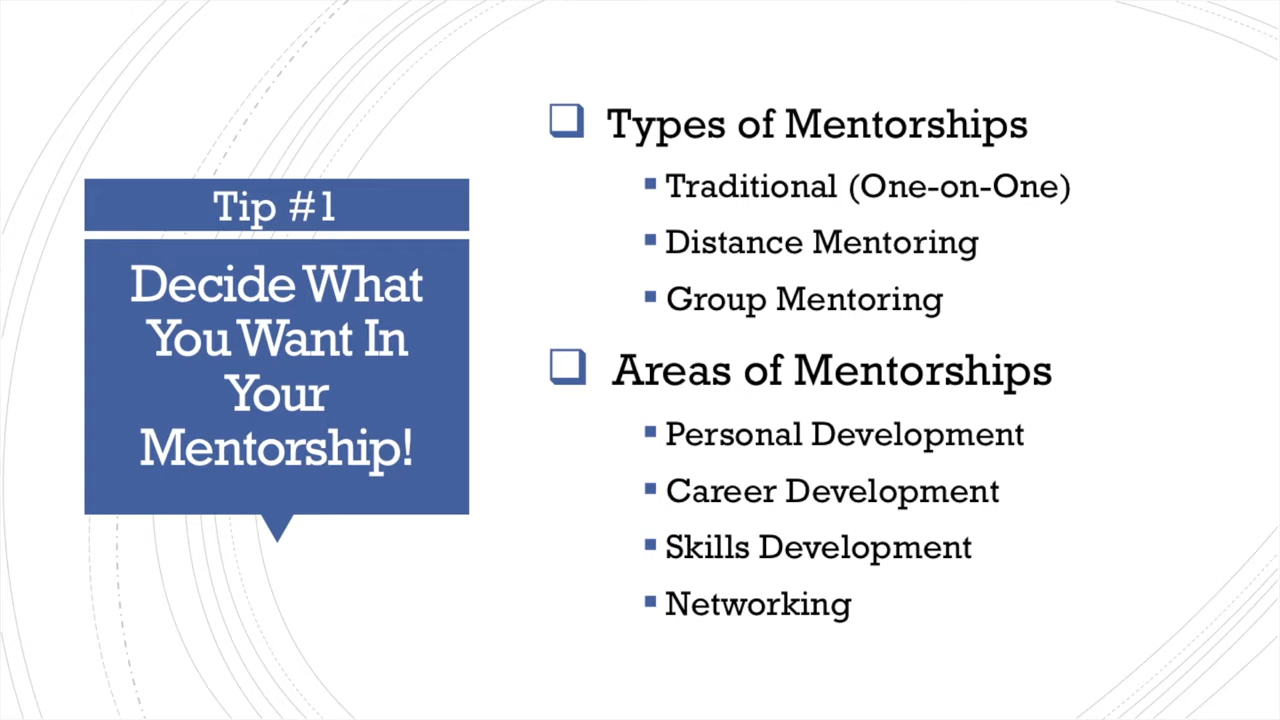 Tip #1
Decide What
You Want In
Your
Mentorship!
Types of Mentorships
Traditional (One-on-One)
Distance Mentoring
Group Mentoring
Areas of Mentorships
Personal Development
Career Development
Skills Development
Networking